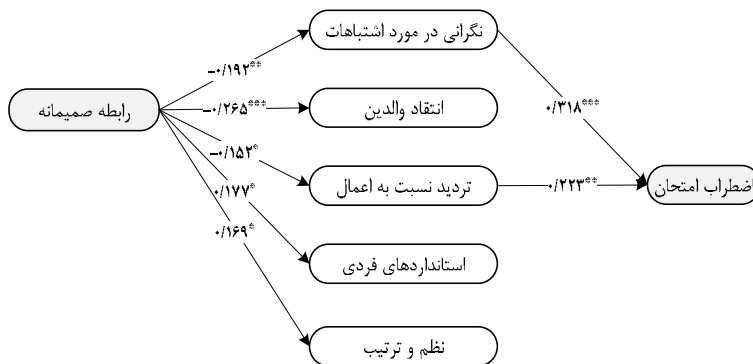 نگرانی در مورد اشتباهات
-۰/۱۹۲**
۰/۳۱۸***
رابطه صمیمانه
-۰/۲۶۵***
انتقاد والدین
-۰/۱۵۲*
تردید نسبت به اعمال
۰/۲۲۳**
اضطراب امتحان
۰/۱۷۷*
۰/۱۶۹*
استانداردهای فردی
نظم و ترتیب